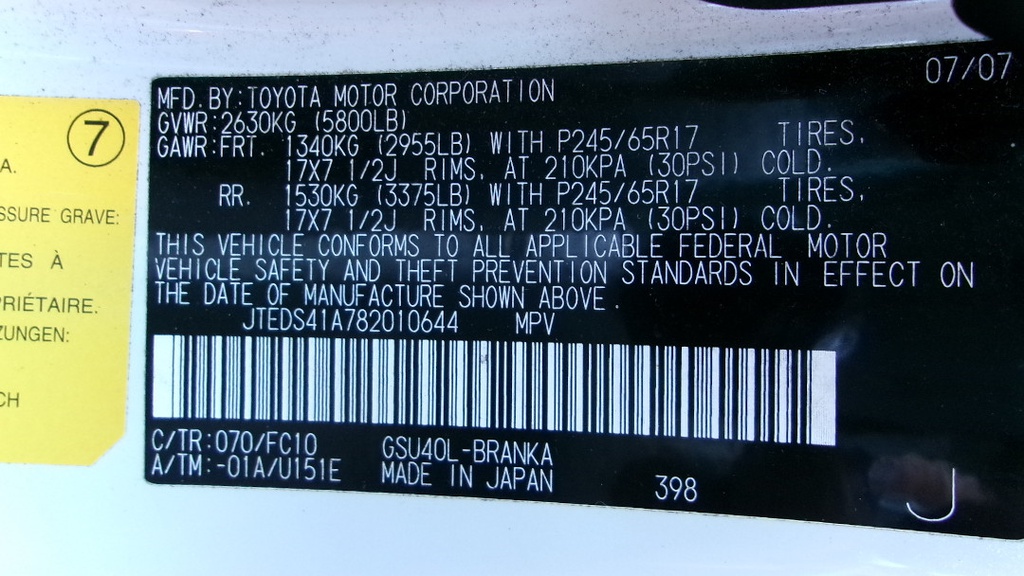 7
A.
SSURE GRAVE:
TES À
PRIÉTAIRE.
ZUNGEN:
CH
07/07
MFD. BY: TOYOTA MOTOR CORPORATION
GVWR: 2630KG (5800LB)
GAWR: FRT. 1340KG (2955LB) WITH P245/65R17 TIRES,
17X7 1/2J RIMS, AT 210KPA (30PSI) COLD.
RR. 1530KG (3375LB) WITH P245/65R17 TIRES,
17X7 1/2J RIMS, AT 210KPA (30PSI) COLD.
THIS VEHICLE CONFORMS TO ALL APPLICABLE FEDERAL MOTOR
VEHICLE SAFETY AND THEFT PREVENTION STANDARDS IN EFFECT ON
THE DATE OF MANUFACTURE SHOWN ABOVE.
JTEDS41A782010644 MPV
C/TR: 070/FC10 GSU40L-BRANKA
A/TM: -01A/U151E MADE IN JAPAN 398 J